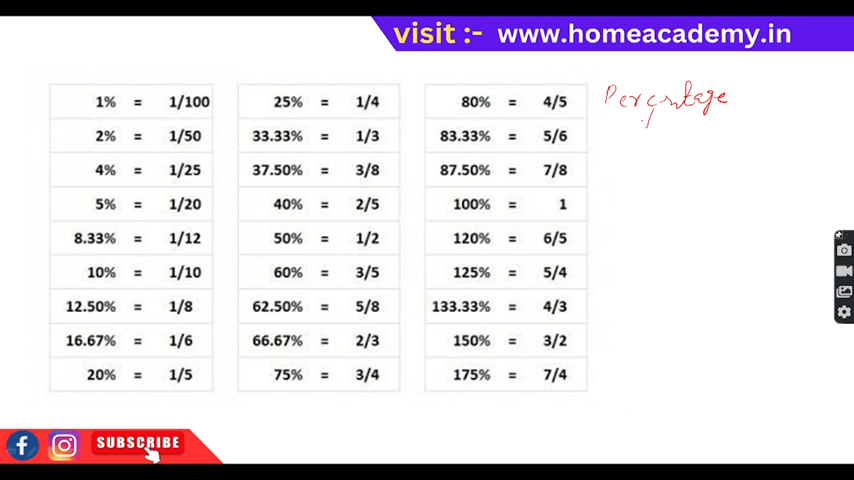 visit :- www.homeacademy.in
1% = 1/100
2% = 1/50
4% = 1/25
5% = 1/20
8.33% = 1/12
10% = 1/10
12.50% = 1/8
16.67% = 1/6
20% = 1/5
25% = 1/4
33.33% = 1/3
37.50% = 3/8
40% = 2/5
50% = 1/2
60% = 3/5
62.50% = 5/8
66.67% = 2/3
75% = 3/4
80% = 4/5
83.33% = 5/6
87.50% = 7/8
100% = 1
120% = 6/5
125% = 5/4
133.33% = 4/3
150% = 3/2
175% = 7/4
Percentage
SUBSCRIBE